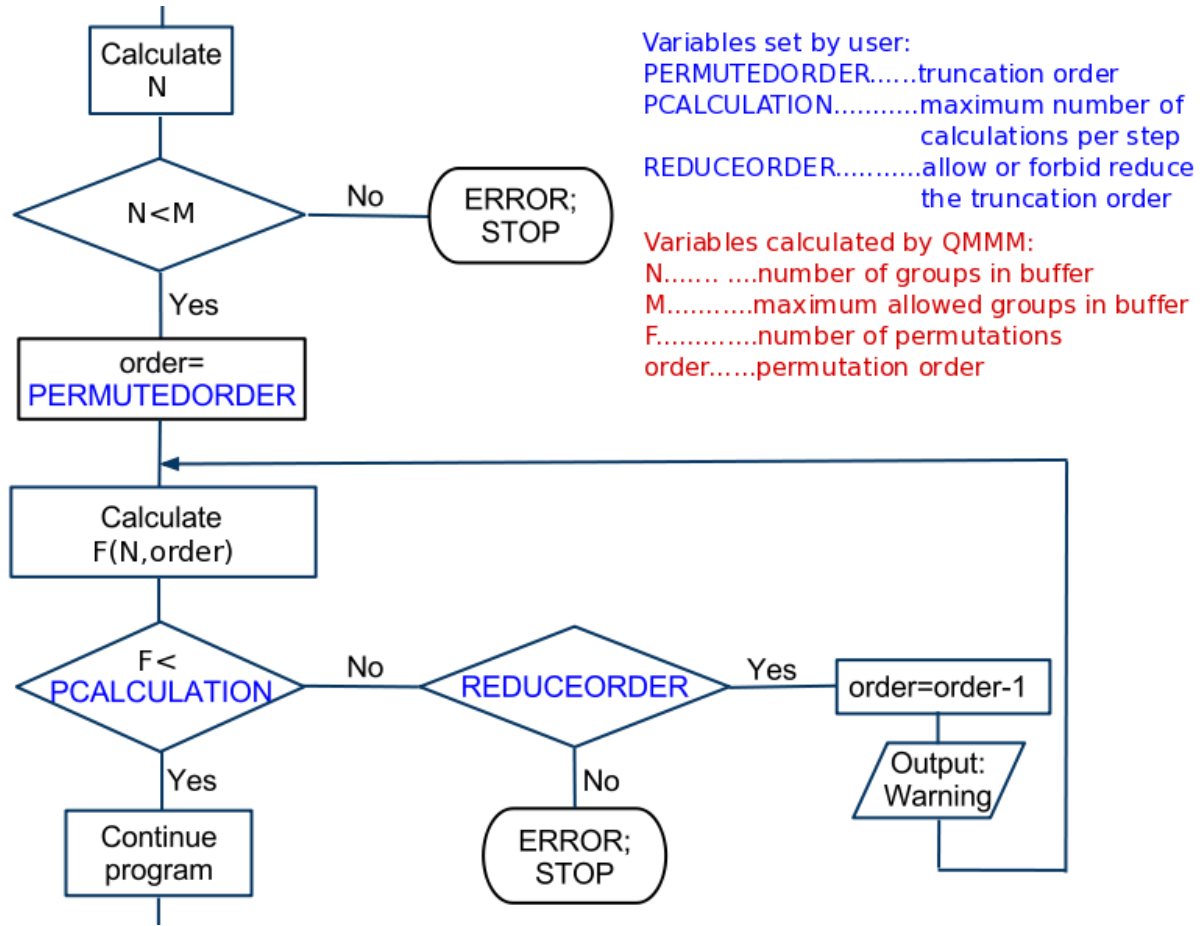 Calculate
N
N<M
No
ERROR;
STOP
Yes
order=
PERMUTEDORDER
Calculate
F(N,order)
F<
PCALCULATION
No
REDUCEORDER
Yes
order=order-1
Output:
Warning
No
ERROR;
STOP
Yes
Continue
program
Variables set by user:
PERMUTEDORDER......truncation order
PCALCULATION...........maximum number of
calculations per step
REDUCEORDER...........allow or forbid reduce
the truncation order
Variables calculated by QMMM:
N....... ....number of groups in buffer
M...........maximum allowed groups in buffer
F.............number of permutations
order......permutation order